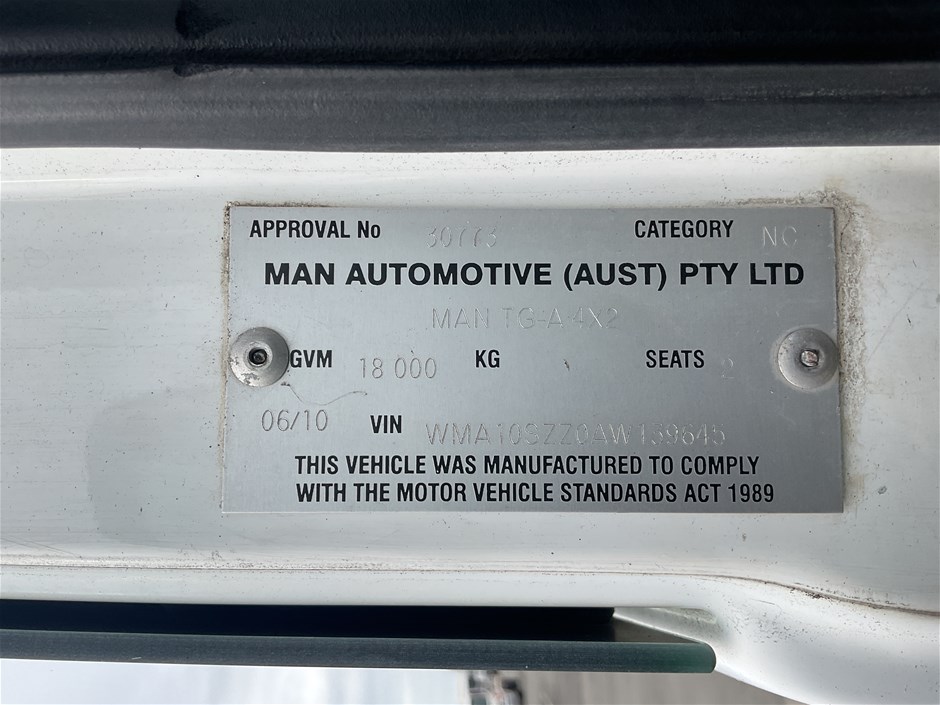 APPROVAL No 30773 CATEGORY NC
MAN AUTOMOTIVE (AUST) PTY LTD
MAN TG-A 4X2
GVM 18 000 KG SEATS
06/10 VIN
THIS VEHICLE WAS MANUFACTURED TO COMPLY
WITH THE MOTOR VEHICLE STANDARDS ACT 1989